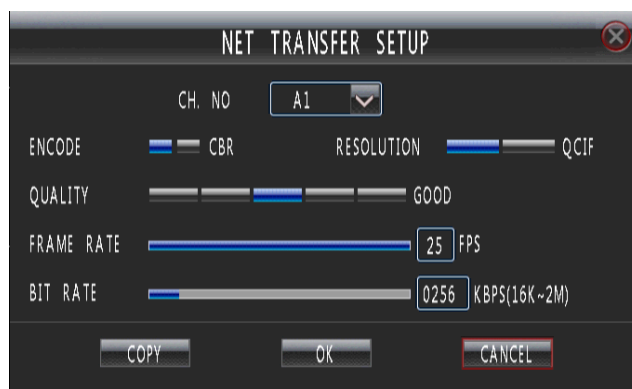 NET TRANSFER SETUP
CH. NO A1
ENCODE CBR RESOLUTION QCIF
QUALITY GOOD
FRAME RATE 25 FPS
BIT RATE 0256 KBPS(16K~2M)
COPY OK CANCEL